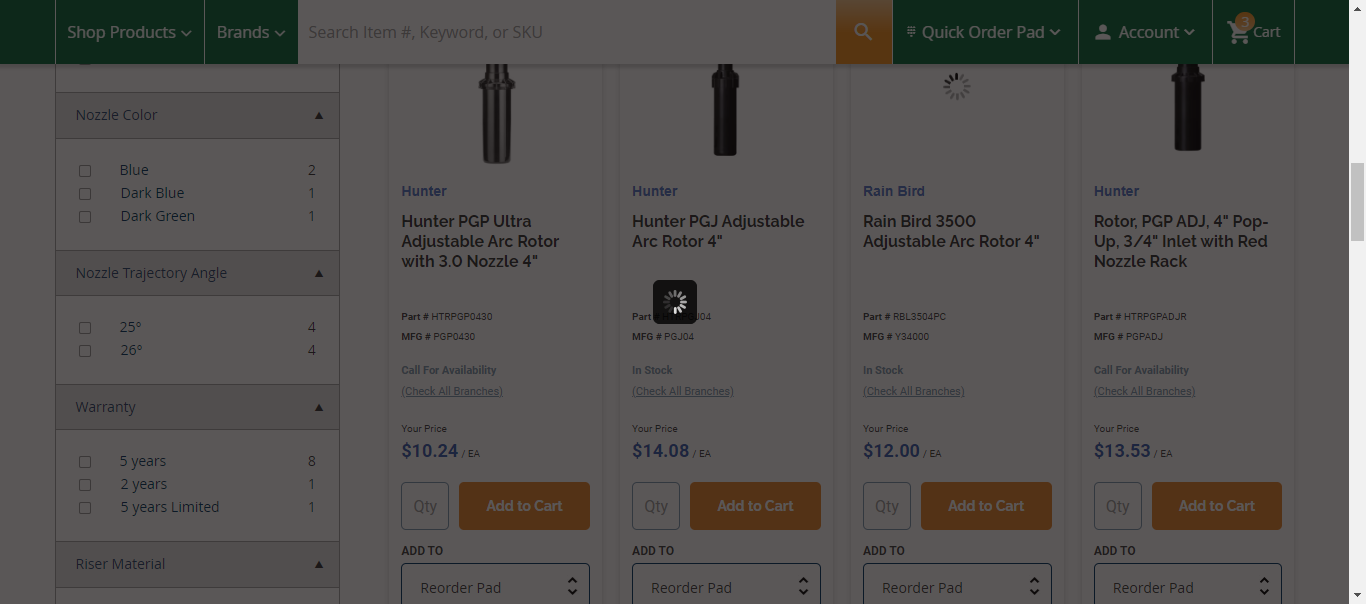 Shop Products
Brands
Search Item #, Keyword, or SKU
Quick Order Pad
Account
3
Cart
Nozzle Color
Blue 2
Dark Blue 1
Dark Green 1
Nozzle Trajectory Angle
25° 4
26° 4
Warranty
5 years 8
2 years 1
5 years Limited 1
Riser Material
Hunter
Hunter PGP Ultra
Adjustable Arc Rotor
with 3.0 Nozzle 4"
Part # HTRPGP0430
MFG # PGP0430
Call For Availability
(Check All Branches)
Your Price
$10.24 / EA
Qty
Add to Cart
ADD TO
Reorder Pad
Hunter
Hunter PGJ Adjustable
Arc Rotor 4"
Part #
MFG # PGJ04
In Stock
(Check All Branches)
Your Price
$14.08 / EA
Qty
Add to Cart
ADD TO
Reorder Pad
Rain Bird
Rain Bird 3500
Adjustable Arc Rotor 4"
Part # RBL3504PC
MFG # Y34000
In Stock
(Check All Branches)
Your Price
$12.00 / EA
Qty
Add to Cart
ADD TO
Reorder Pad
Hunter
Rotor, PGP ADJ, 4" Pop-
Up, 3/4" Inlet with Red
Nozzle Rack
Part # HTRPGPADJR
MFG # PGPADJ
Call For Availability
(Check All Branches)
Your Price
$13.53 / EA
Qty
Add to Cart
ADD TO
Reorder Pad